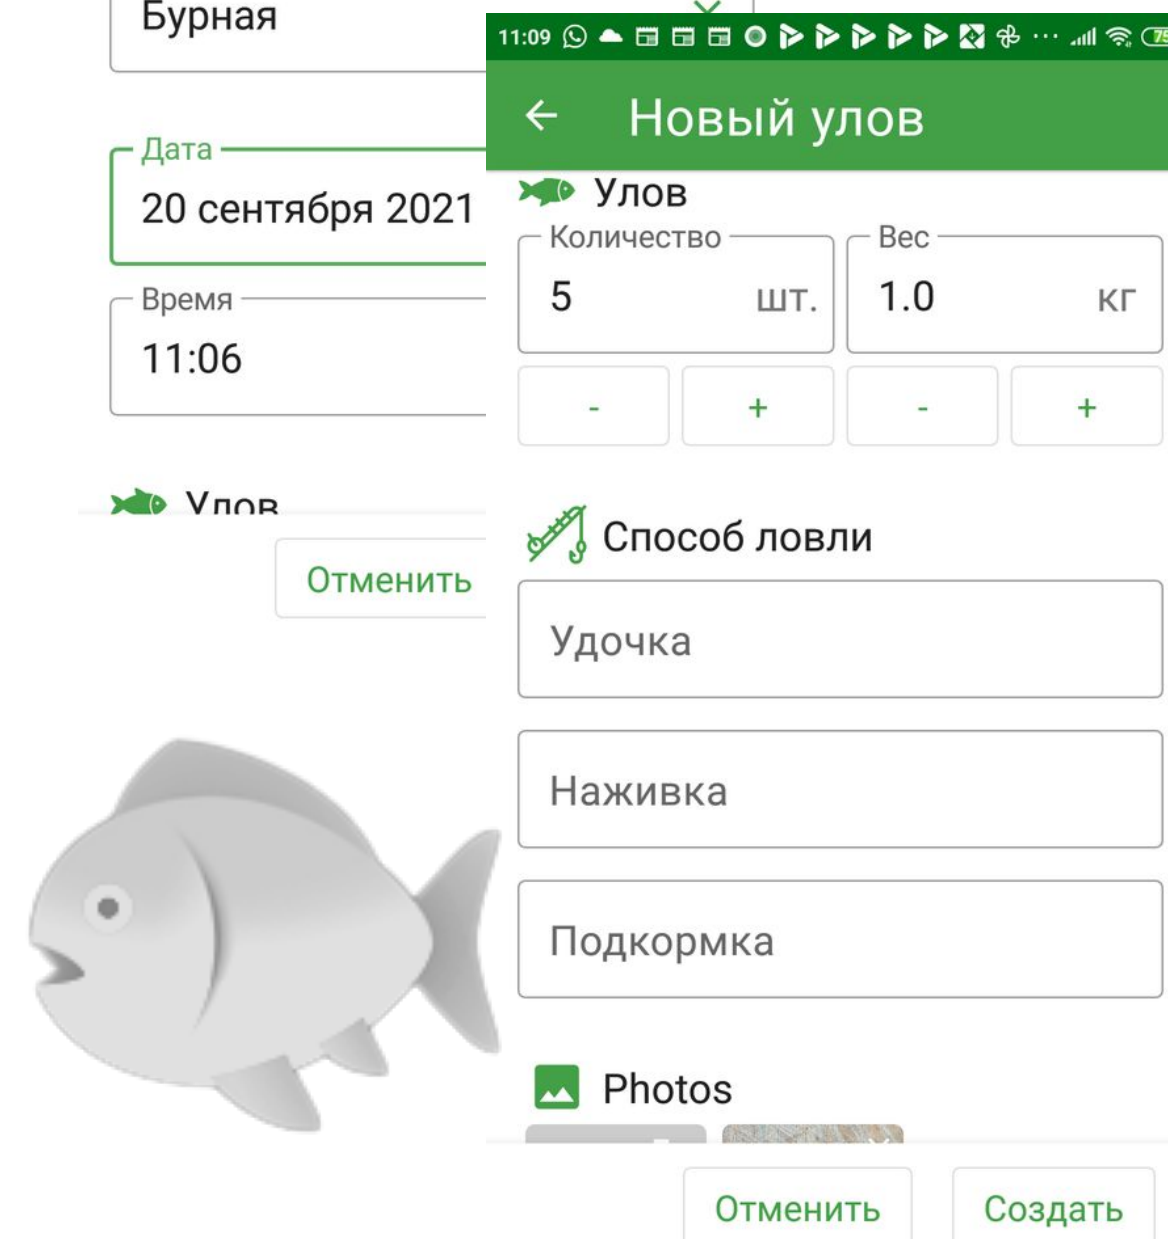 Бурная
Дата
20 сентября 2021
Время
11:06
Улов
Отменить
11:09
75
Новый улов
Улов
Количество
Вес
5 шт.
1.0 кг
- + - +
Способ ловли
Удочка
Наживка
Подкормка
Photos
Отменить
Создать